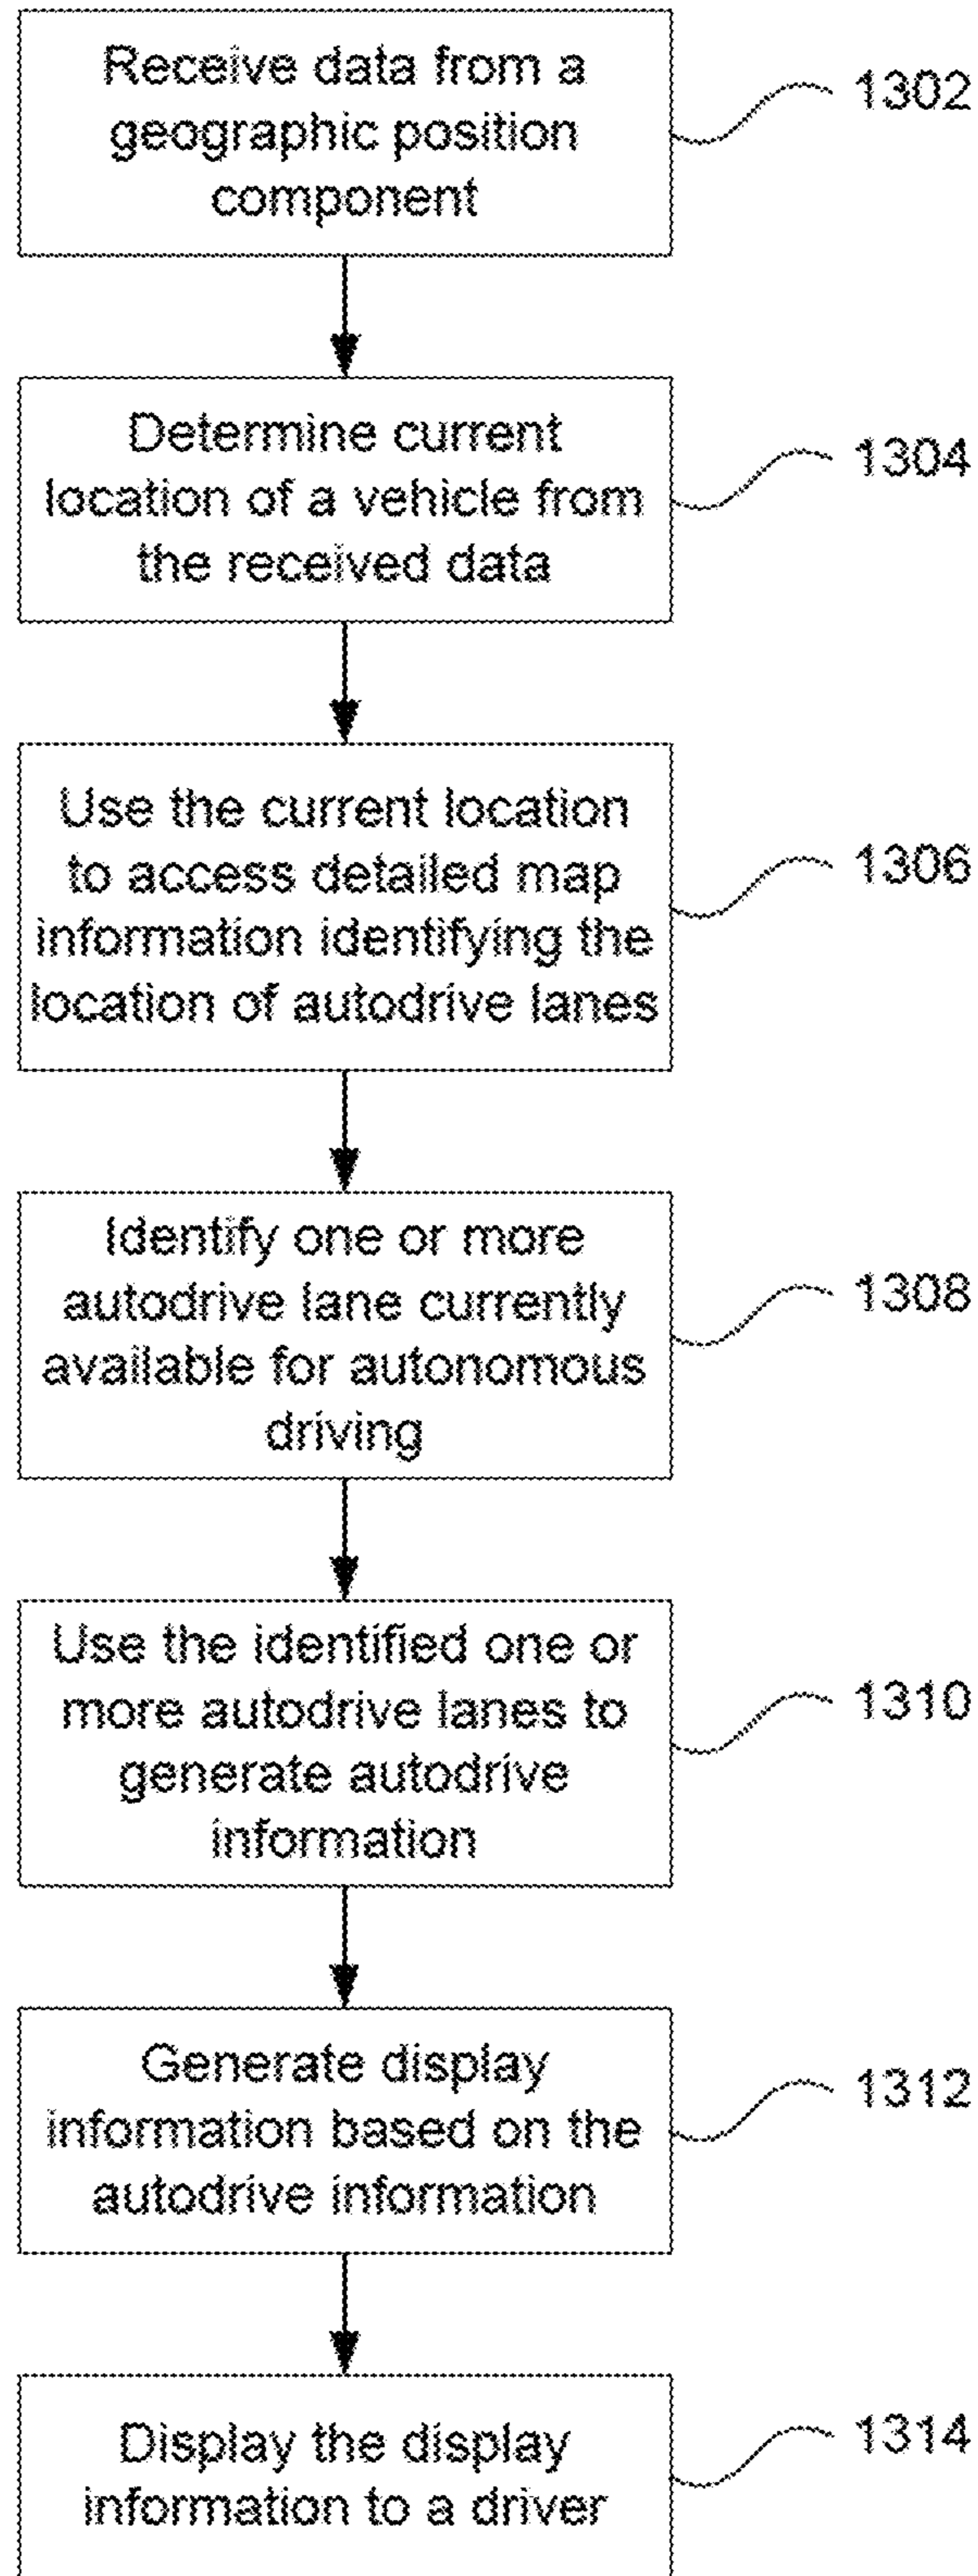 Receive data from a
geographic position
component
1302
Determine current
location of a vehicle from
the received data
1304
Use the current location
to access detailed map
information identifying the
location of autodrive lanes
1306
Identify one or more
autodrive lane currently
available for autonomous
driving
1308
Use the identified one or
more autodrive lanes to
generate autodrive
information
1310
Generate display
information based on the
autodrive information
1312
Display the display
information to a driver
1314